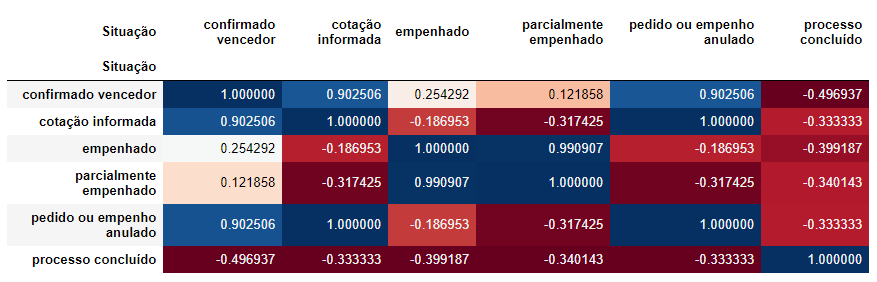 Situação confirmado vencedor cotação informada empenhado parcialmente empenhado pedido ou empenho anulado processo concluído
Situação
confirmado vencedor 1.000000 0.902506 0.254292 0.121858 0.902506 -0.496937
cotação informada 0.902506 1.000000 -0.186953 -0.317425 1.000000 -0.333333
empenhado 0.254292 -0.186953 1.000000 0.990907 -0.186953 -0.399187
parcialmente empenhado 0.121858 -0.317425 0.990907 1.000000 -0.317425 -0.340143
pedido ou empenho anulado 0.902506 1.000000 -0.186953 -0.317425 1.000000 -0.333333
processo concluído -0.496937 -0.333333 -0.399187 -0.340143 -0.333333 1.000000